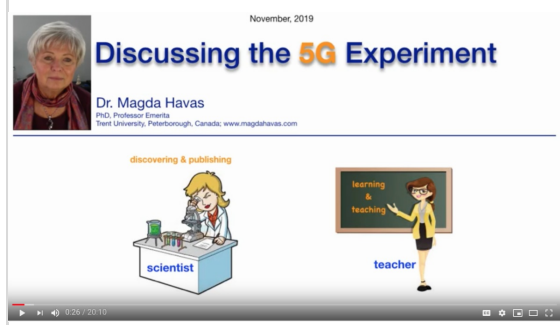 November, 2019
Discussing the 5G Experiment
Dr. Magda Havas
PhD, Professor Emerita
Trent University, Peterborough, Canada; www.magdahavas.com
discovering & publishing
scientist
learning
&
teaching
teacher
0:26 / 20:10